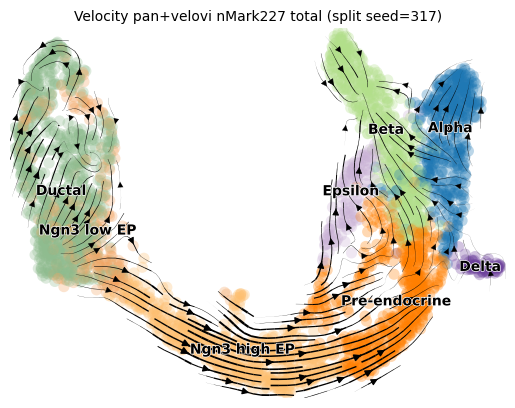 Velocity pan+velovi nMark227 total (split seed=317)
Beta
Alpha
Ductal
Epsilon
Ngn3 low EP
Delta
Pre-endocrine
Ngn3 high EP